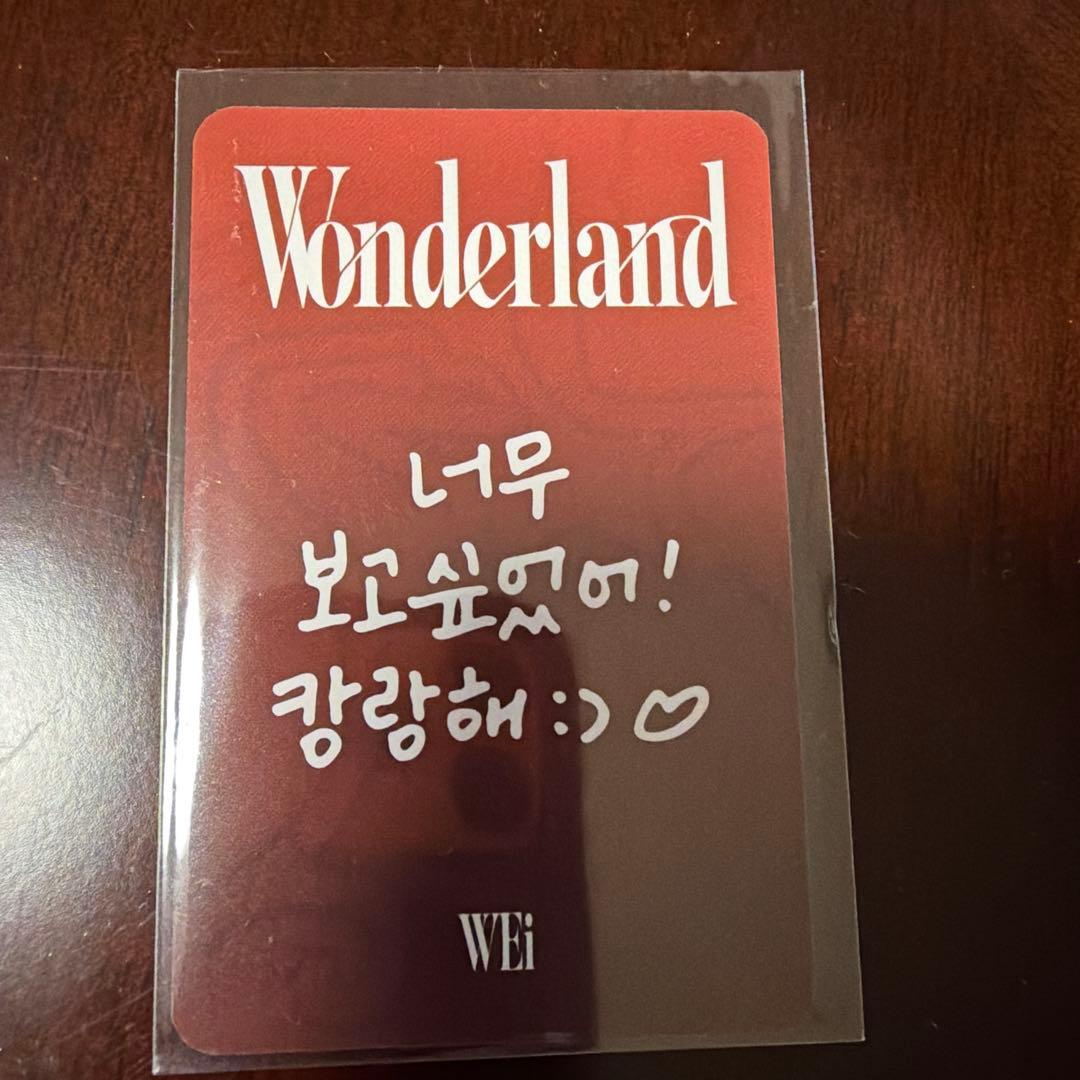 Wonderland
너무
보고싶었어!
캉랑해 :) ♡
WEi